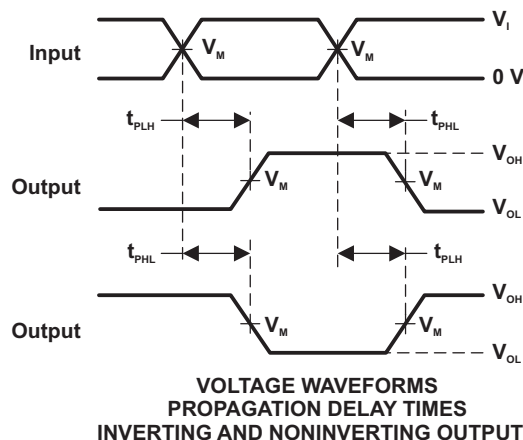 Input
V_M
V_M
V_I
0 V
t_PLH
t_PHL
Output
V_M
V_M
V_OH
V_OL
t_PHL
t_PLH
Output
V_M
V_M
V_OH
V_OL
VOLTAGE WAVEFORMS
PROPAGATION DELAY TIMES
INVERTING AND NONINVERTING OUTPUT